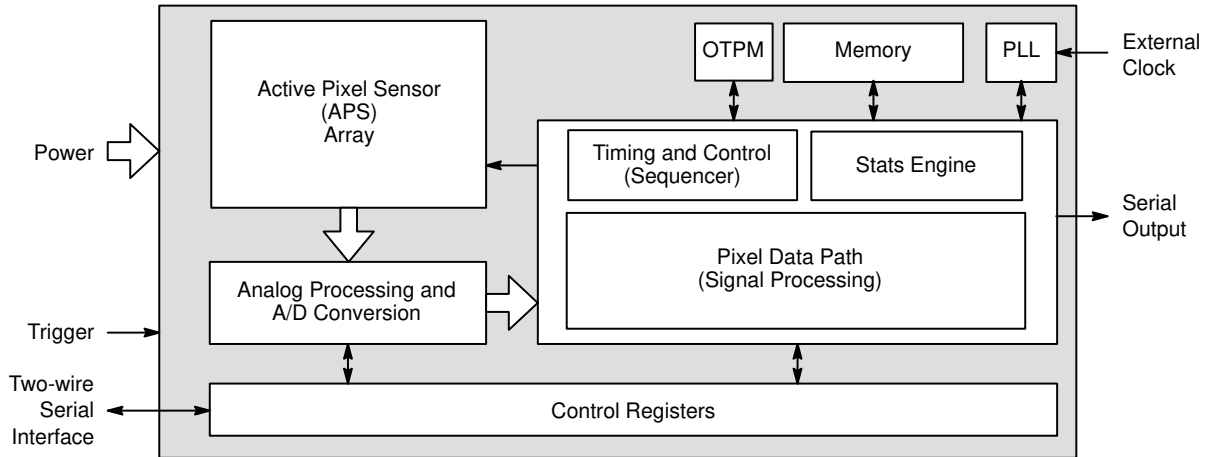 Active Pixel Sensor
(APS)
Array
OTPM
Memory
PLL
External
Clock
Power
Timing and Control
(Sequencer)
Stats Engine
Serial
Output
Pixel Data Path
(Signal Processing)
Analog Processing and
A/D Conversion
Trigger
Two-wire
Serial
Interface
Control Registers